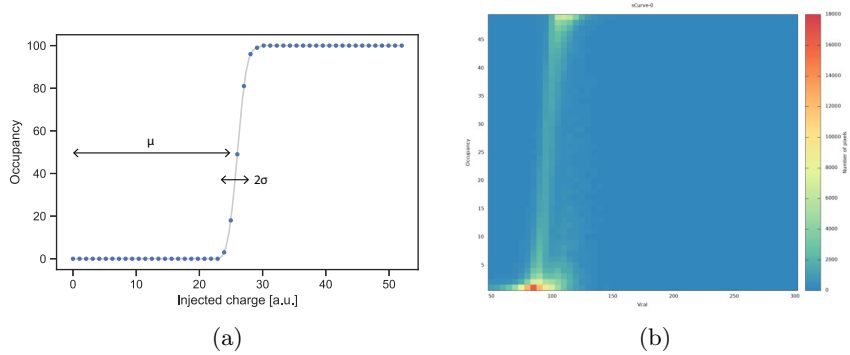 100
80
60
40
20
0
Occupancy
μ
2σ
0 10 20 30 40 50
Injected charge [a.u.]
(a)
sCurve-0
45
40
35
30
25
20
15
10
5
Occupancy
50 100 150 200 250 300
Vcal
18000
16000
14000
12000
10000
8000
6000
4000
2000
0
Number of pixels
(b)